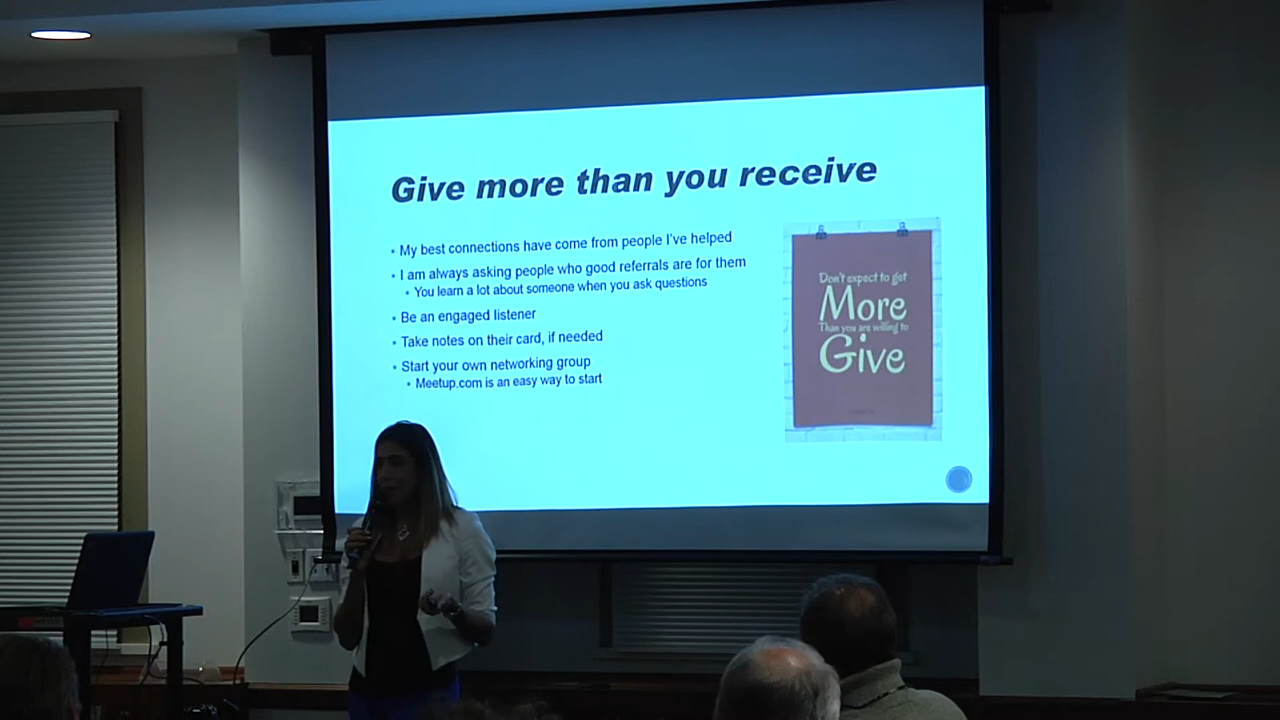 Give more than you receive
My best connections have come from people I've helped
I am always asking people who good referrals are for them
You learn a lot about someone when you ask questions
Be an engaged listener
Take notes on their card, if needed
Start your own networking group
Meetup.com is an easy way to start
Don't expect to get
More
Than you are willing to
Give